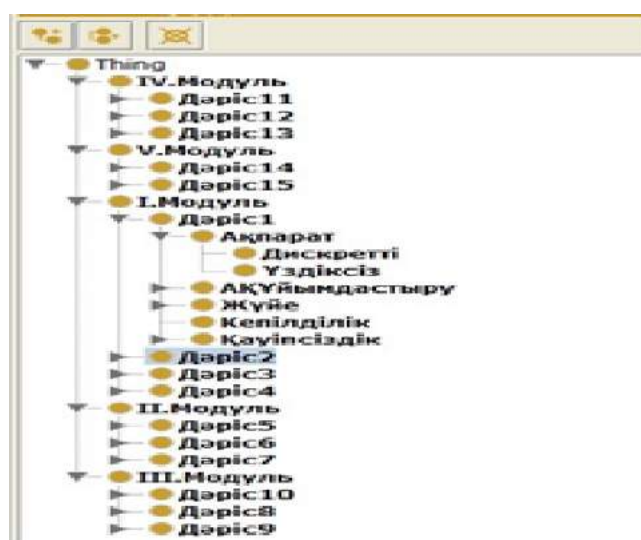 Thing
IV.Модуль
Дәріс11
Дәріс12
Дәріс13
V.Модуль
Дәріс14
Дәріс15
I.Модуль
Дәріс1
Ақпарат
Дискретті
Үздіксіз
АҚҰйымдастыру
Жүйе
Кепілділік
Қауіпсіздік
Дәріс2
Дәріс3
Дәріс4
II.Модуль
Дәріс5
Дәріс6
Дәріс7
III.Модуль
Дәріс10
Дәріс8
Дәріс9